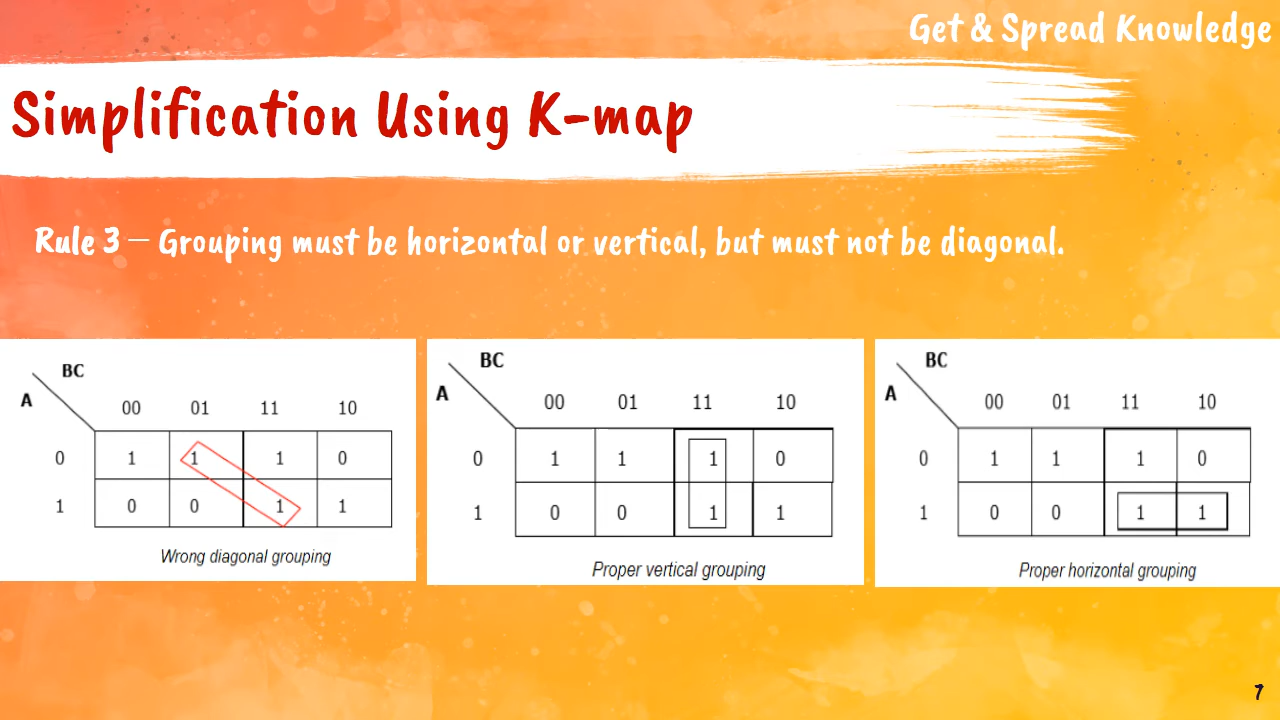 Get & Spread Knowledge
Simplification Using K-map
Rule 3 – Grouping must be horizontal or vertical, but must not be diagonal.
BC
A
00 01 11 10
0 1 1 1 0
1 0 0 1 1
Wrong diagonal grouping
BC
A
00 01 11 10
0 1 1 1 0
1 0 0 1 1
Proper vertical grouping
BC
A
00 01 11 10
0 1 1 1 0
1 0 0 1 1
Proper horizontal grouping
7